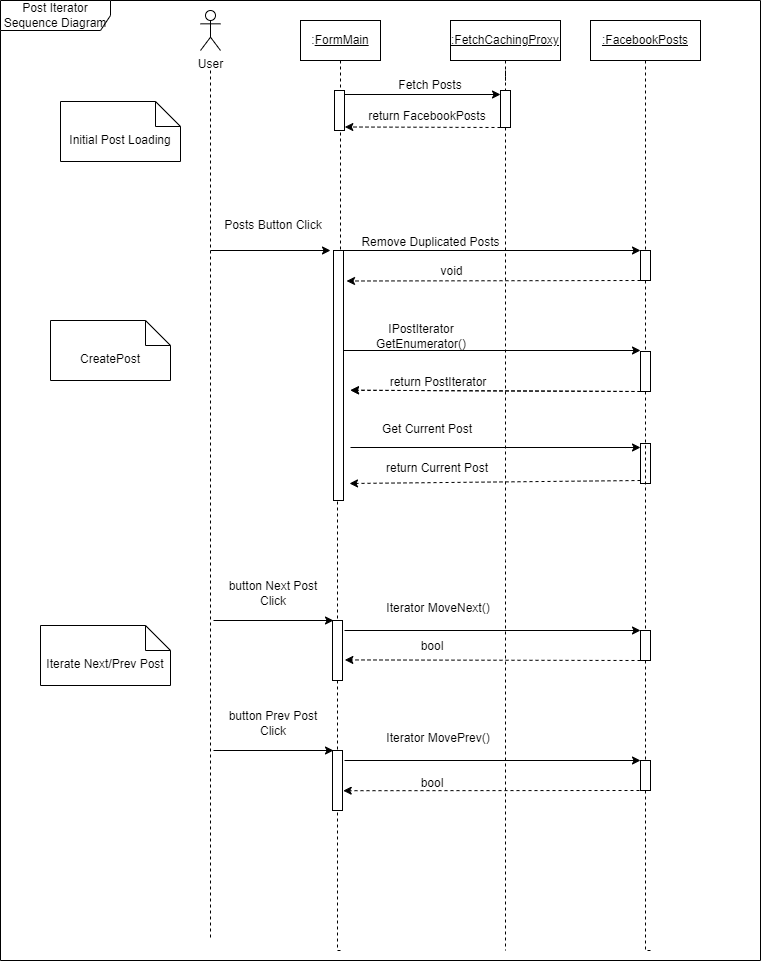 Post Iterator
Sequence Diagram
User
:FormMain
:FetchCachingProxy
:FacebookPosts
Fetch Posts
return FacebookPosts
Initial Post Loading
Posts Button Click
Remove Duplicated Posts
void
IPostIterator
GetEnumerator()
CreatePost
return PostIterator
Get Current Post
return Current Post
button Next Post
Click
Iterator MoveNext()
bool
Iterate Next/Prev Post
button Prev Post
Click
Iterator MovePrev()
bool